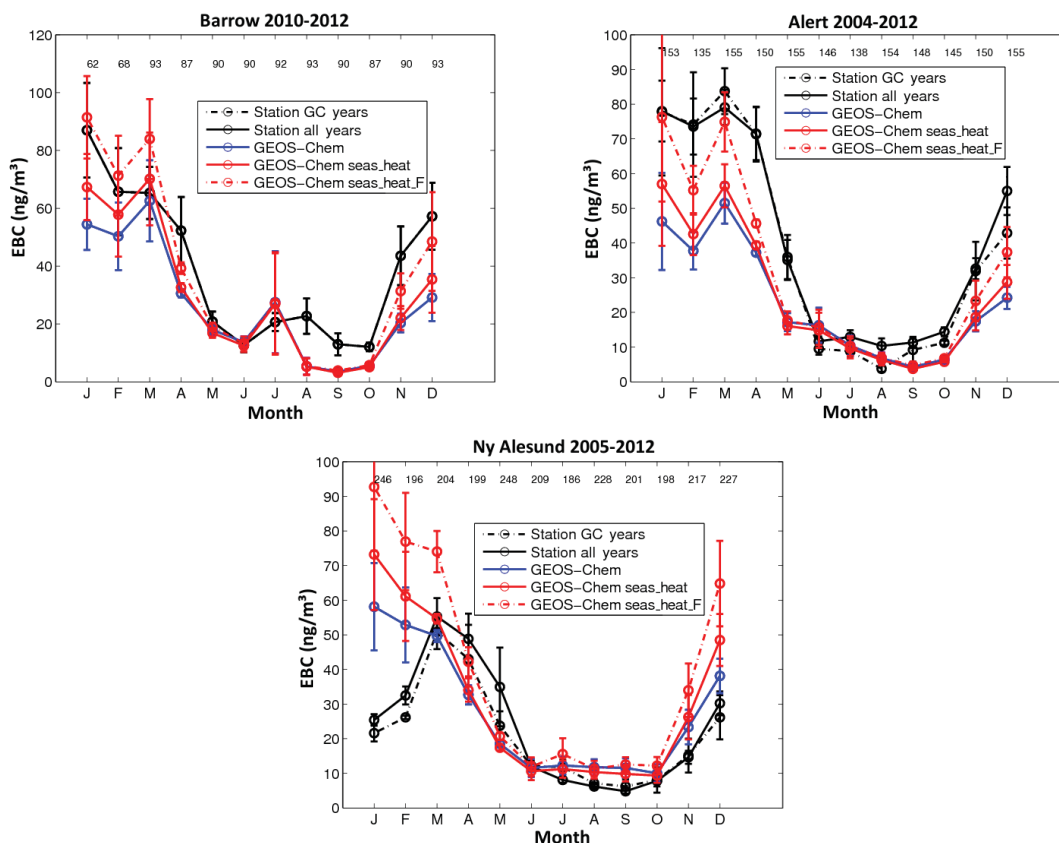 Barrow 2010-2012
120
100
80
60
40
20
0
EBC (ng/m³)
62 68 93 87 90 90 92 93 90 87 90 93
Station GC years
Station all years
GEOS-Chem
GEOS-Chem seas_heat
GEOS-Chem seas_heat_F
J F M A M J J A S O N D
Month
Alert 2004-2012
100
90
80
70
60
50
40
30
20
10
0
EBC (ng/m³)
153 135 155 150 155 146 138 154 148 145 150 155
Station GC years
Station all years
GEOS-Chem
GEOS-Chem seas_heat
GEOS-Chem seas_heat_F
J F M A M J J A S O N D
Month
Ny Alesund 2005-2012
100
90
80
70
60
50
40
30
20
10
0
EBC (ng/m³)
246 196 204 199 248 209 186 228 201 198 217 227
Station GC years
Station all years
GEOS-Chem
GEOS-Chem seas_heat
GEOS-Chem seas_heat_F
J F M A M J J A S O N D
Month